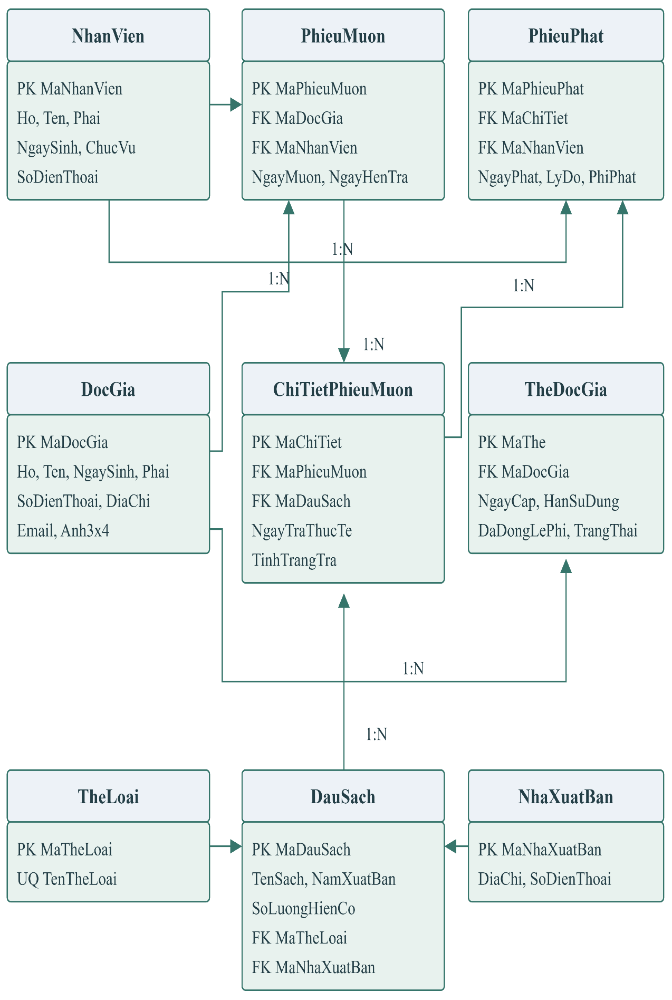 NhanVien
PK MaNhanVien
Ho, Ten, Phai
NgaySinh, ChucVu
SoDienThoai
PhieuMuon
PK MaPhieuMuon
FK MaDocGia
FK MaNhanVien
NgayMuon, NgayHenTra
PhieuPhat
PK MaPhieuPhat
FK MaChiTiet
FK MaNhanVien
NgayPhat, LyDo, PhiPhat
1:N
1:N
1:N
1:N
DocGia
PK MaDocGia
Ho, Ten, NgaySinh, Phai
SoDienThoai, DiaChi
Email, Anh3x4
ChiTietPhieuMuon
PK MaChiTiet
FK MaPhieuMuon
FK MaDauSach
NgayTraThucTe
TinhTrangTra
TheDocGia
PK MaThe
FK MaDocGia
NgayCap, HanSuDung
DaDongLePhi, TrangThai
1:N
1:N
TheLoai
PK MaTheLoai
UQ TenTheLoai
DauSach
PK MaDauSach
TenSach, NamXuatBan
SoLuongHienCo
FK MaTheLoai
FK MaNhaXuatBan
NhaXuatBan
PK MaNhaXuatBan
DiaChi, SoDienThoai